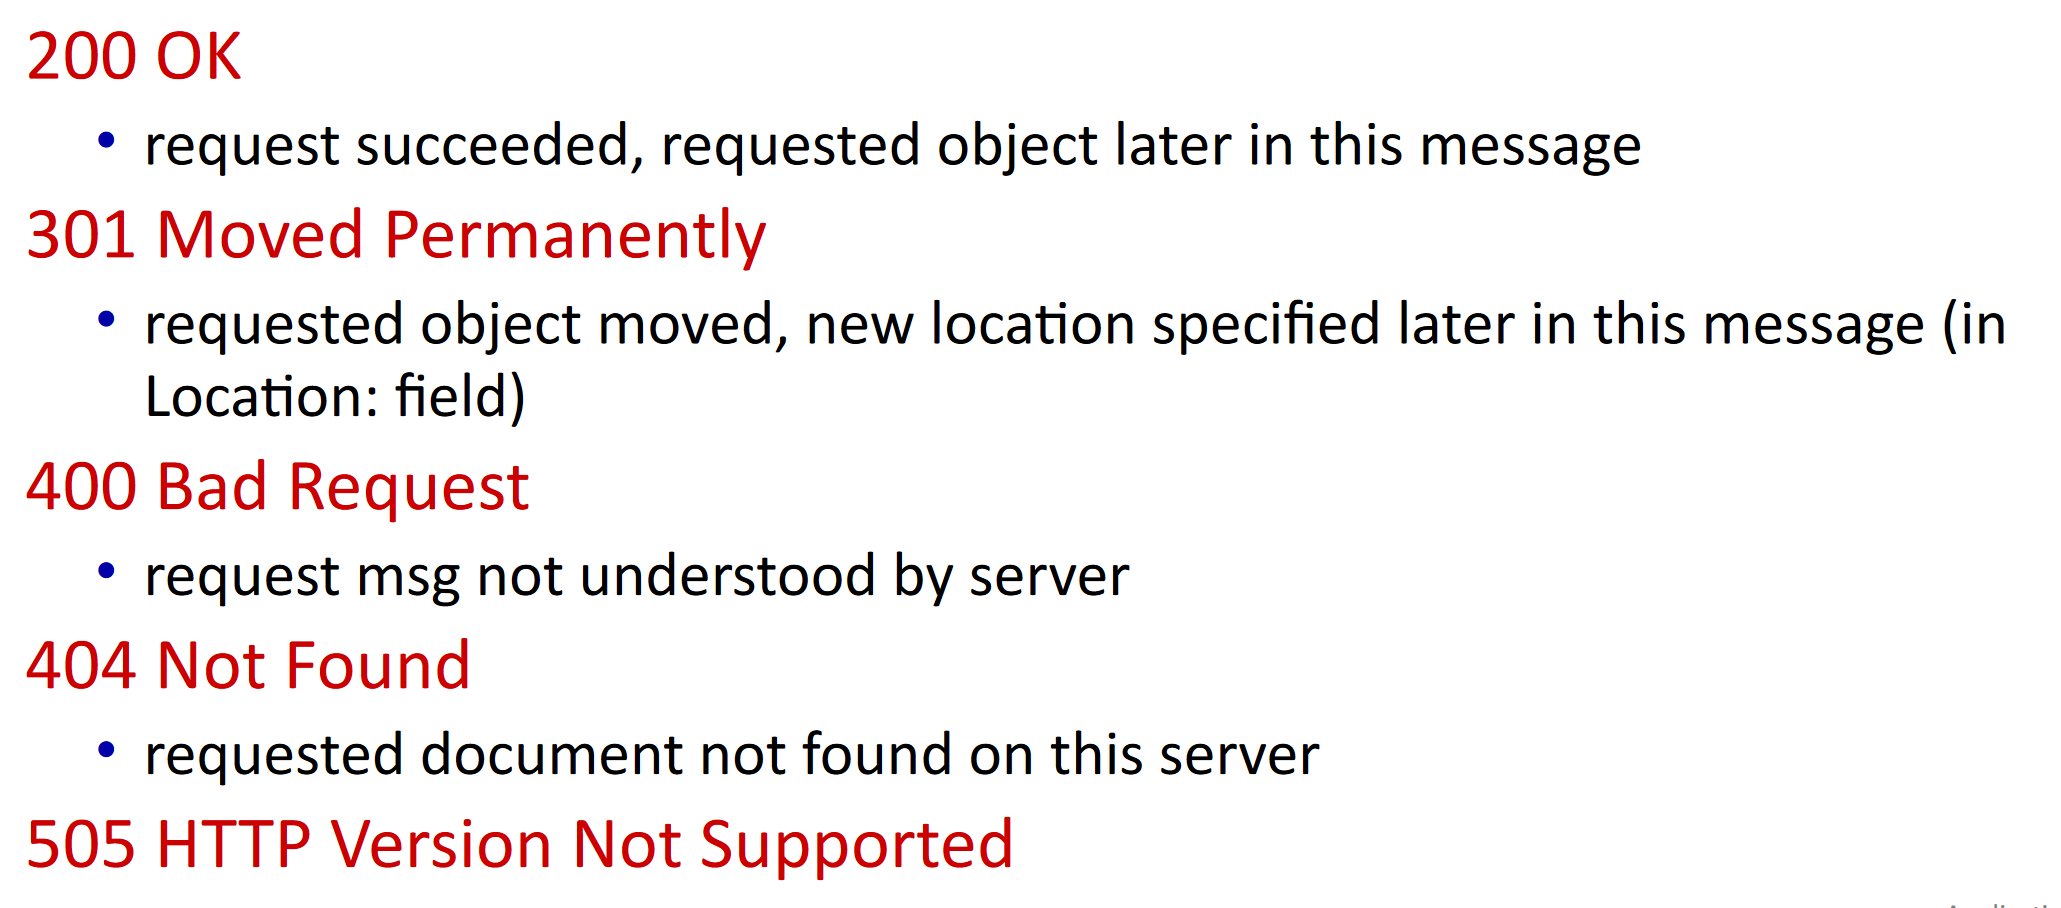 200 OK
• request succeeded, requested object later in this message
301 Moved Permanently
• requested object moved, new location specified later in this message (in
Location: field)
400 Bad Request
• request msg not understood by server
404 Not Found
• requested document not found on this server
505 HTTP Version Not Supported